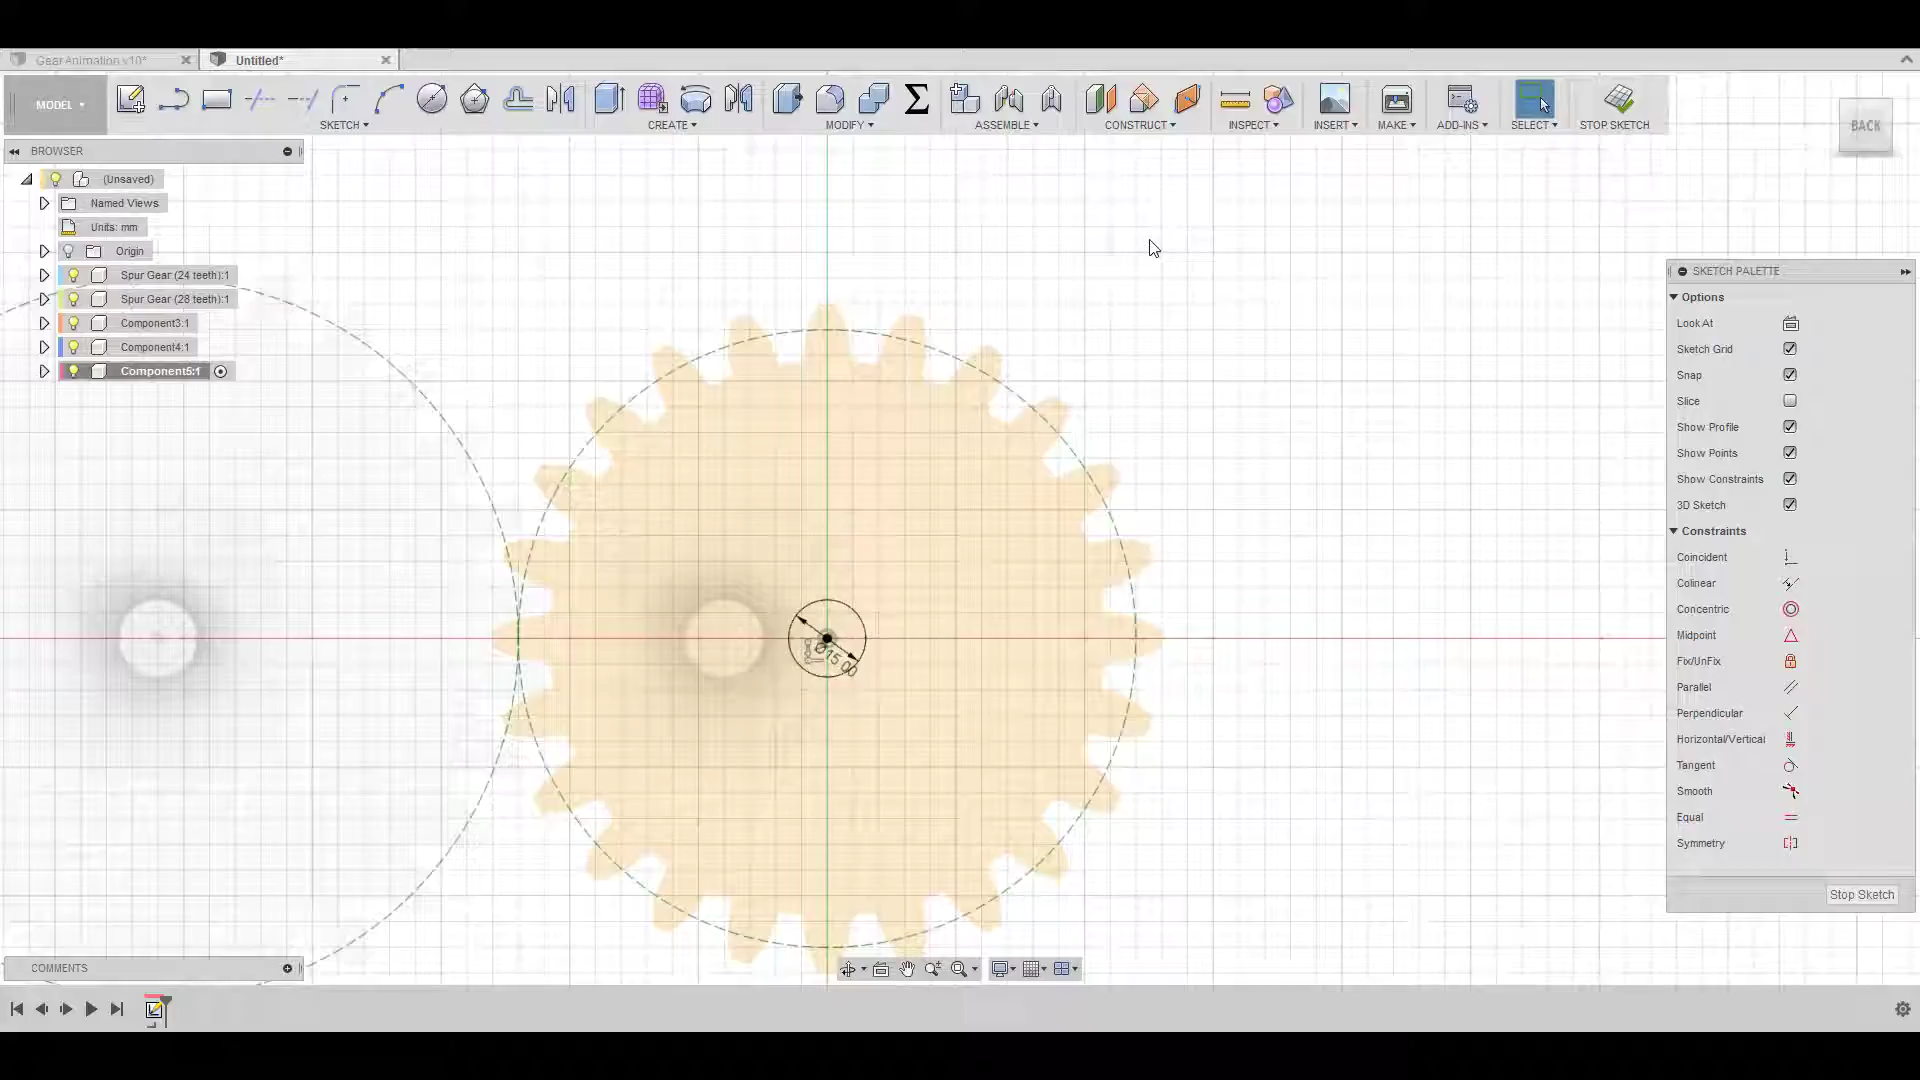 Gear Animation v10*
Untitled*
MODEL
SKETCH
CREATE
MODIFY
ASSEMBLE
CONSTRUCT
INSPECT
INSERT
MAKE
ADD-INS
SELECT
STOP SKETCH
BACK
BROWSER
(Unsaved)
Named Views
Units: mm
Origin
Spur Gear (24 teeth):1
Spur Gear (28 teeth):1
Component3:1
Component4:1
Component5:1
Ø15.00
SKETCH PALETTE
Options
Look At
Sketch Grid
Snap
Slice
Show Profile
Show Points
Show Constraints
3D Sketch
Constraints
Coincident
Colinear
Concentric
Midpoint
Fix/UnFix
Parallel
Perpendicular
Horizontal/Vertical
Tangent
Smooth
Equal
Symmetry
Stop Sketch
COMMENTS